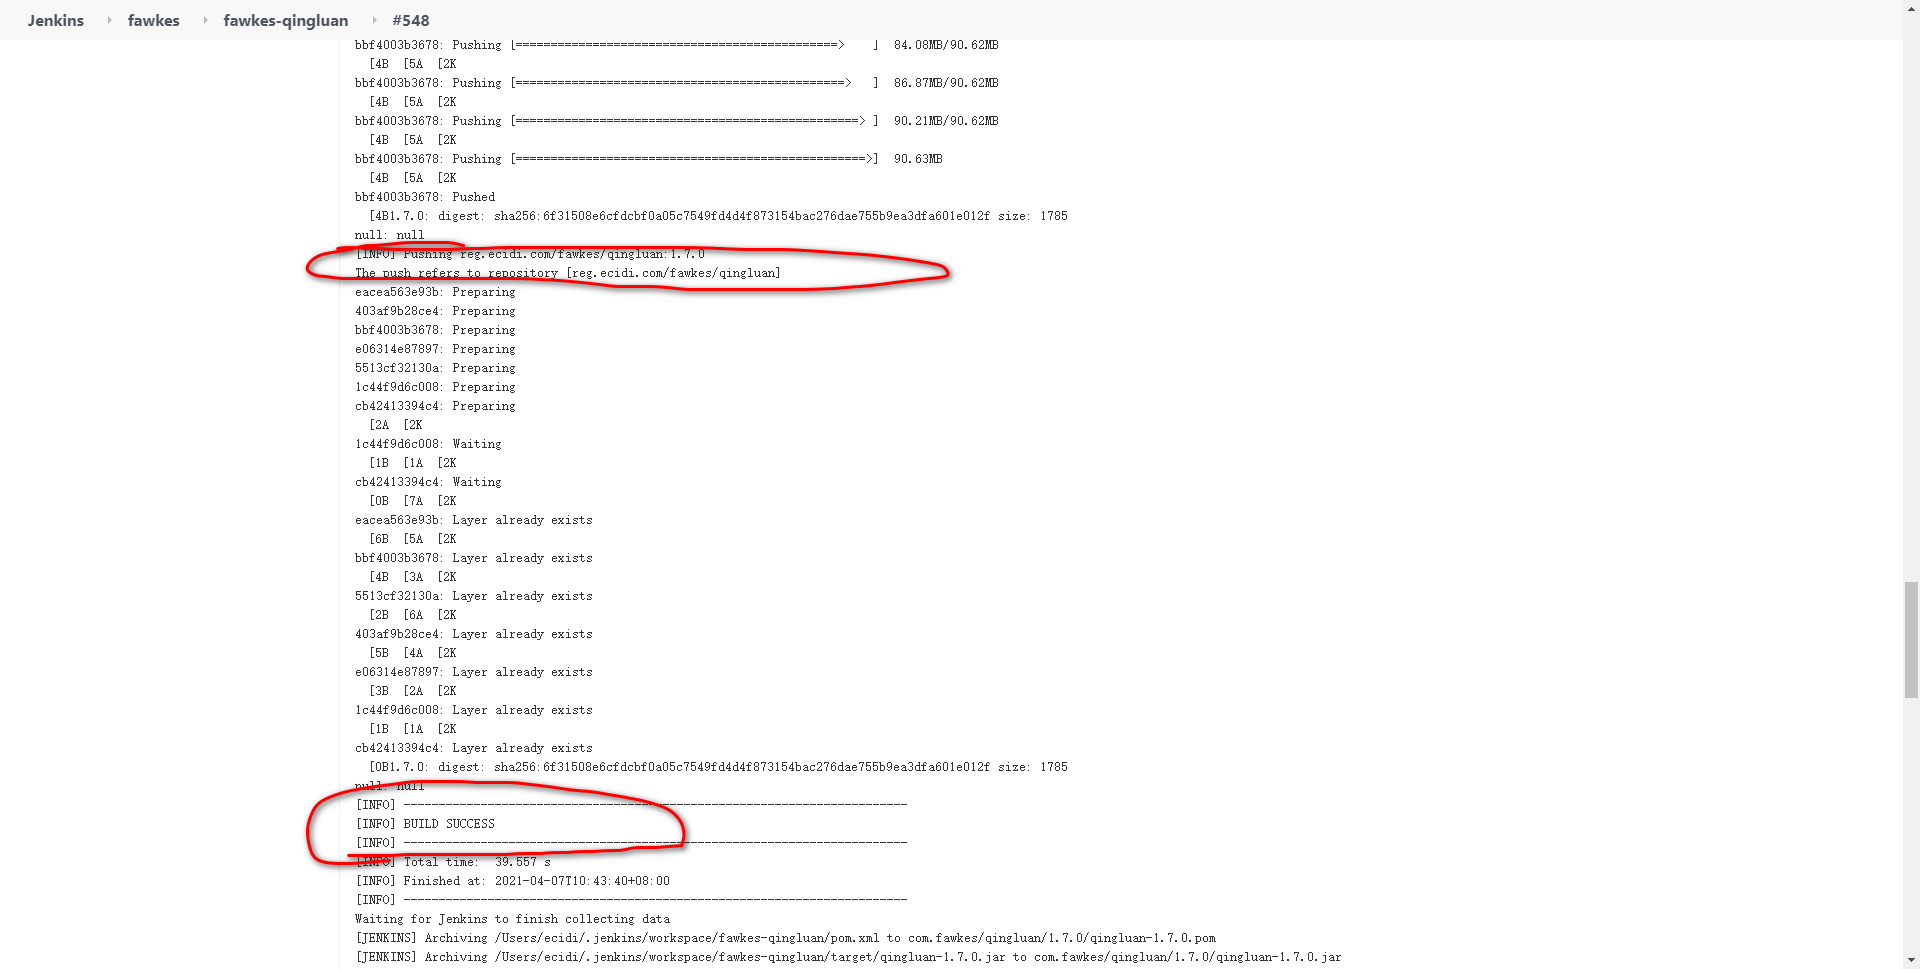 Jenkins fawkes fawkes-qingluan #548
bbf4003b3678: Pushing [==============================================>    ]  84.08MB/90.62MB
[4B [5A [2K
bbf4003b3678: Pushing [===============================================>   ]  86.87MB/90.62MB
[4B [5A [2K
bbf4003b3678: Pushing [=================================================> ]  90.21MB/90.62MB
[4B [5A [2K
bbf4003b3678: Pushing [==================================================>]  90.63MB
[4B [5A [2K
bbf4003b3678: Pushed
[4B1.7.0: digest: sha256:6f31508e6cfdcbf0a05c7549fd4d4f873154bac276dae755b9ea3dfa601e012f size: 1785
null: null
[INFO] Pushing reg.ecidi.com/fawkes/qingluan:1.7.0
The push refers to repository [reg.ecidi.com/fawkes/qingluan]
eacea563e93b: Preparing
403af9b28ce4: Preparing
bbf4003b3678: Preparing
e06314e87897: Preparing
5513cf32130a: Preparing
1c44f9d6c008: Preparing
cb42413394c4: Preparing
[2A [2K
1c44f9d6c008: Waiting
[1B [1A [2K
cb42413394c4: Waiting
[0B [7A [2K
eacea563e93b: Layer already exists
[6B [5A [2K
bbf4003b3678: Layer already exists
[4B [3A [2K
5513cf32130a: Layer already exists
[2B [6A [2K
403af9b28ce4: Layer already exists
[5B [4A [2K
e06314e87897: Layer already exists
[3B [2A [2K
1c44f9d6c008: Layer already exists
[1B [1A [2K
cb42413394c4: Layer already exists
[0B1.7.0: digest: sha256:6f31508e6cfdcbf0a05c7549fd4d4f873154bac276dae755b9ea3dfa601e012f size: 1785
null: null
[INFO] ------------------------------------------------------------------------
[INFO] BUILD SUCCESS
[INFO] ------------------------------------------------------------------------
[INFO] Total time:  39.557 s
[INFO] Finished at: 2021-04-07T10:43:40+08:00
[INFO] ------------------------------------------------------------------------
Waiting for Jenkins to finish collecting data
[JENKINS] Archiving /Users/ecidi/.jenkins/workspace/fawkes-qingluan/pom.xml to com.fawkes/qingluan/1.7.0/qingluan-1.7.0.pom
[JENKINS] Archiving /Users/ecidi/.jenkins/workspace/fawkes-qingluan/target/qingluan-1.7.0.jar to com.fawkes/qingluan/1.7.0/qingluan-1.7.0.jar